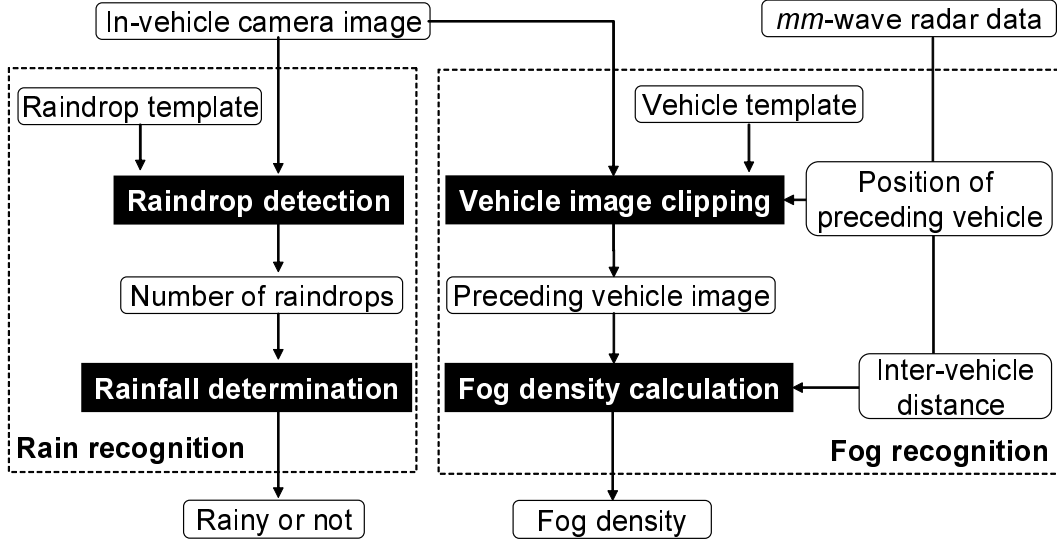 In-vehicle camera image
mm-wave radar data
Raindrop template
Vehicle template
Raindrop detection
Vehicle image clipping
Position of
preceding vehicle
Number of raindrops
Preceding vehicle image
Rainfall determination
Fog density calculation
Inter-vehicle
distance
Rain recognition
Fog recognition
Rainy or not
Fog density